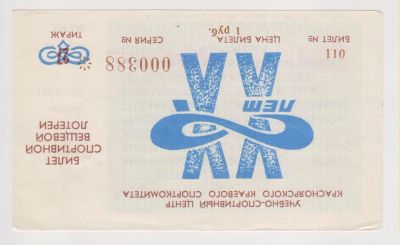 УЧЕБНО-СПОРТИВНЫЙ ЦЕНТР
КРАСНОЯРСКОГО КРАЕВОГО СПОРТКОМИТЕТА
XX
ЛЕТ
БИЛЕТ
СПОРТИВНОЙ
ВЕЩЕВОЙ
ЛОТЕРЕИ
БИЛЕТ №
011
ЦЕНА БИЛЕТА
1 руб.
СЕРИЯ №
000388
ТИРАЖ